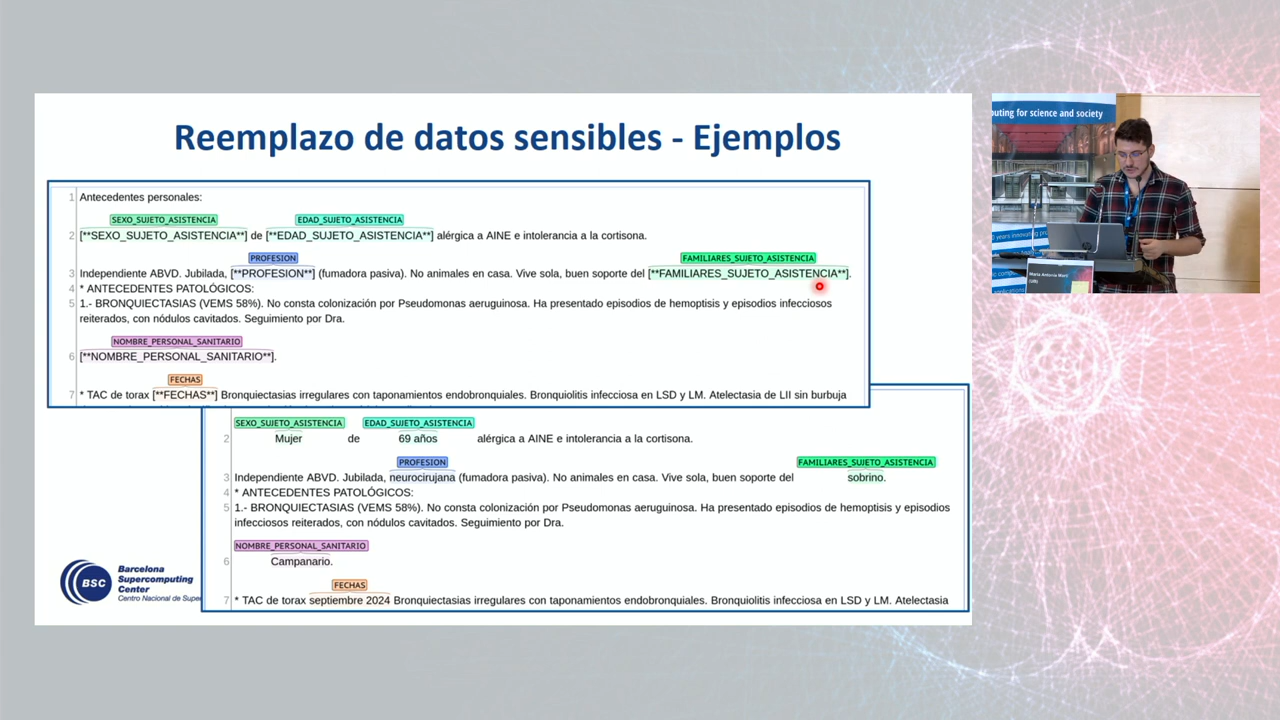 Reemplazo de datos sensibles - Ejemplos
1 Antecedentes personales:
SEXO_SUJETO_ASISTENCIA EDAD_SUJETO_ASISTENCIA
2 [**SEXO_SUJETO_ASISTENCIA**] de [**EDAD_SUJETO_ASISTENCIA**] alérgica a AINE e intolerancia a la cortisona.
PROFESION FAMILIARES_SUJETO_ASISTENCIA
3 Independiente ABVD. Jubilada, [**PROFESION**] (fumadora pasiva). No animales en casa. Vive sola, buen soporte del [**FAMILIARES_SUJETO_ASISTENCIA**].
4 * ANTECEDENTES PATOLÓGICOS:
5 1.- BRONQUIECTASIAS (VEMS 58%). No consta colonización por Pseudomonas aeruginosa. Ha presentado episodios de hemoptisis y episodios infecciosos
reiterados, con nódulos cavitados. Seguimiento por Dra.
NOMBRE_PERSONAL_SANITARIO
6 [**NOMBRE_PERSONAL_SANITARIO**].
FECHAS
7 * TAC de torax [**FECHAS**] Bronquiectasias irregulares con taponamientos endobronquiales. Bronquiolitis infecciosa en LSD y LM. Atelectasia de LII sin burbuja
SEXO_SUJETO_ASISTENCIA EDAD_SUJETO_ASISTENCIA
2 Mujer de 69 años alérgica a AINE e intolerancia a la cortisona.
PROFESION FAMILIARES_SUJETO_ASISTENCIA
3 Independiente ABVD. Jubilada, neurocirujana (fumadora pasiva). No animales en casa. Vive sola, buen soporte del sobrino.
4 * ANTECEDENTES PATOLÓGICOS:
5 1.- BRONQUIECTASIAS (VEMS 58%). No consta colonización por Pseudomonas aeruginosa. Ha presentado episodios de hemoptisis y episodios
infecciosos reiterados, con nódulos cavitados. Seguimiento por Dra.
NOMBRE_PERSONAL_SANITARIO
6 Campanario.
FECHAS
7 * TAC de torax septiembre 2024 Bronquiectasias irregulares con taponamientos endobronquiales. Bronquiolitis infecciosa en LSD y LM. Atelectasia
BSC
Barcelona
Supercomputing
Center
Centro Nacional de Super
puting for science and society